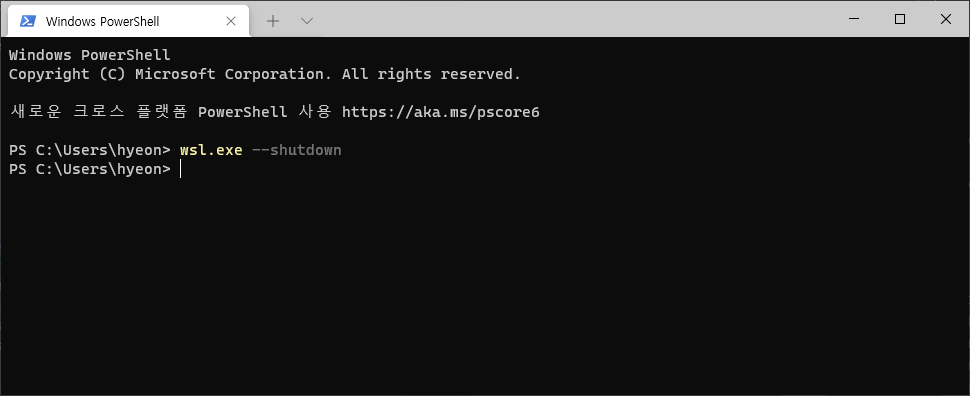 Windows PowerShell
Windows PowerShell
Copyright (C) Microsoft Corporation. All rights reserved.
새로운 크로스 플랫폼 PowerShell 사용 https://aka.ms/pscore6
PS C:\Users\hyeon> wsl.exe --shutdown
PS C:\Users\hyeon>